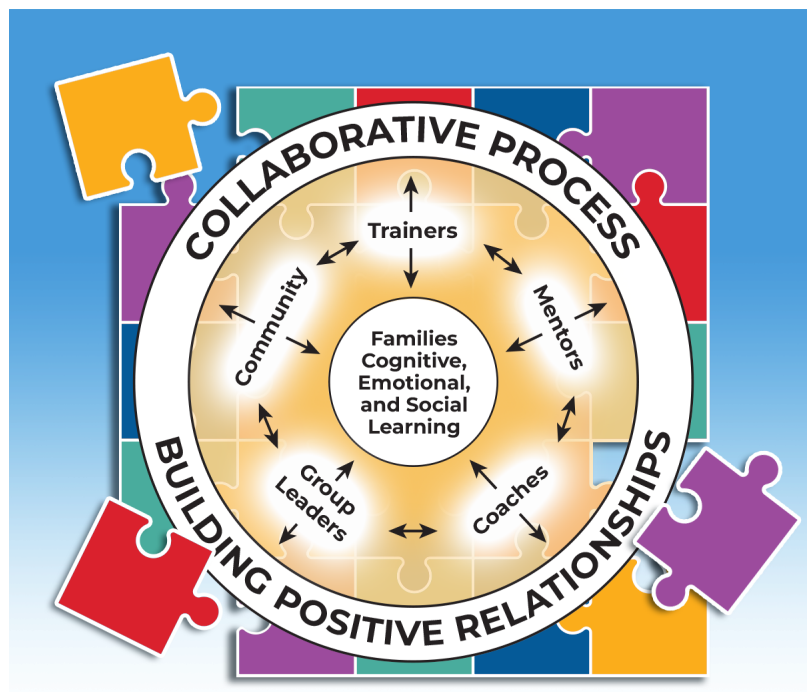 COLLABORATIVE PROCESS
Trainers
Community
Mentors
Families
Cognitive,
Emotional,
and Social
Learning
Group
Leaders
Coaches
BUILDING POSITIVE RELATIONSHIPS